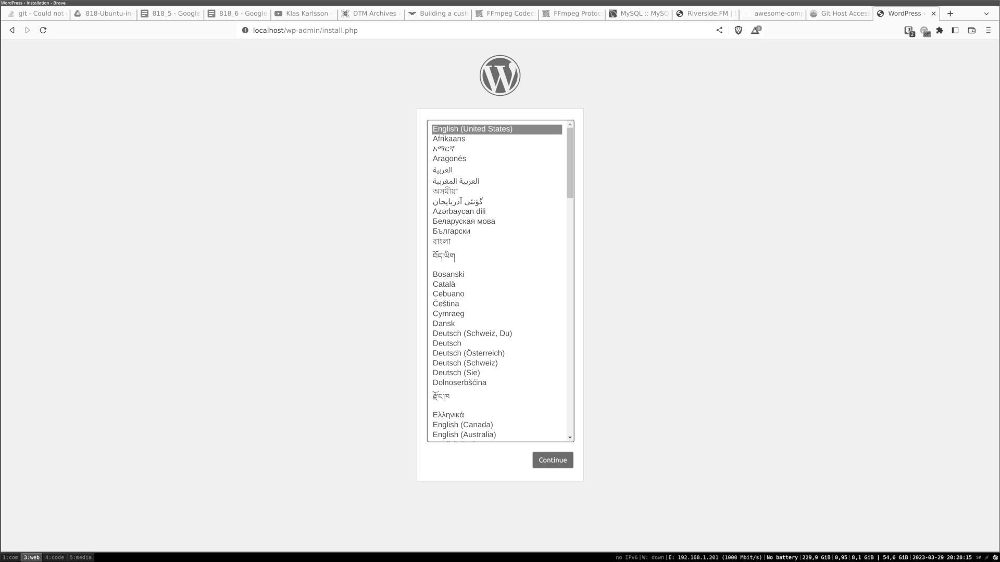 WordPress › Installation - Brave
git - Could not
818-Ubuntu-in-
818_5 - Google
818_6 - Google
Klas Karlsson -
DTM Archives -
Building a cust
FFmpeg Codec
FFmpeg Protoc
MySQL :: MySQ
Riverside.FM |
awesome-comp
Git Host Access
WordPress ›
localhost/wp-admin/install.php
3
2
off
English (United States)
Afrikaans
አማርኛ
Aragonés
العربية
العربية المغربية
অসমীয়া
گؤنئی آذربایجان
Azərbaycan dili
Беларуская мова
Български
বাংলা
བོད་ཡིག
Bosanski
Català
Cebuano
Čeština
Cymraeg
Dansk
Deutsch (Schweiz, Du)
Deutsch
Deutsch (Österreich)
Deutsch (Schweiz)
Deutsch (Sie)
Dolnoserbšćina
རྫོང་ཁ
Ελληνικά
English (Canada)
English (Australia)
Continue
1:com 3:web 4:code 5:media
no IPv6|W: down|E: 192.168.1.201 (1000 Mbit/s)|No battery|229,9 GiB|0,95|8,1 GiB | 54,6 GiB|2023-03-29 20:28:15 sv